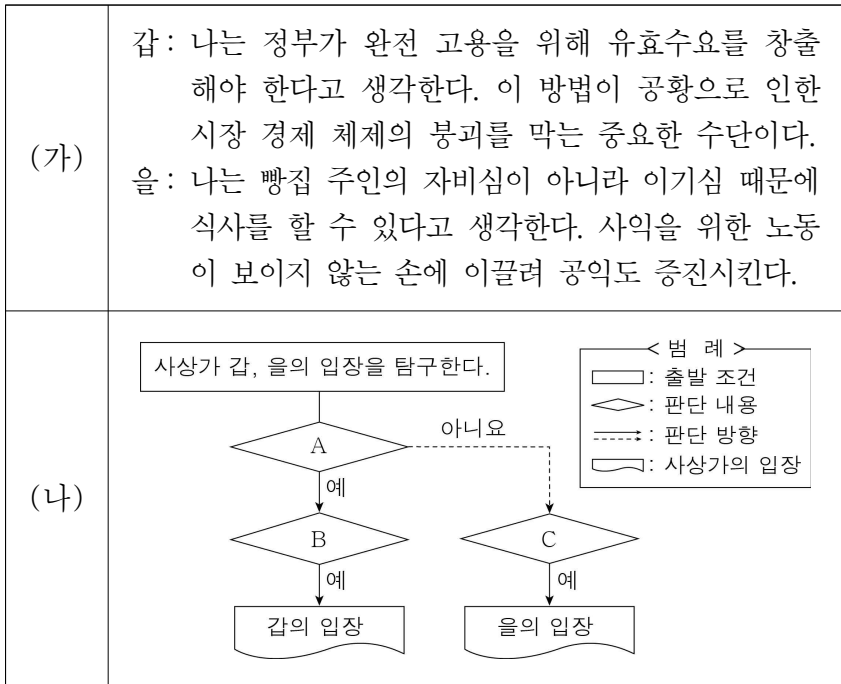 (가)
갑 : 나는 정부가 완전 고용을 위해 유효수요를 창출
해야 한다고 생각한다. 이 방법이 공황으로 인한
시장 경제 체제의 붕괴를 막는 중요한 수단이다.
을 : 나는 빵집 주인의 자비심이 아니라 이기심 때문에
식사를 할 수 있다고 생각한다. 사익을 위한 노동
이 보이지 않는 손에 이끌려 공익도 증진시킨다.
(나)
사상가 갑, 을의 입장을 탐구한다.
< 범 례 >
: 출발 조건
: 판단 내용
: 판단 방향
: 사상가의 입장
A
아니요
예
B
C
예
예
갑의 입장
을의 입장